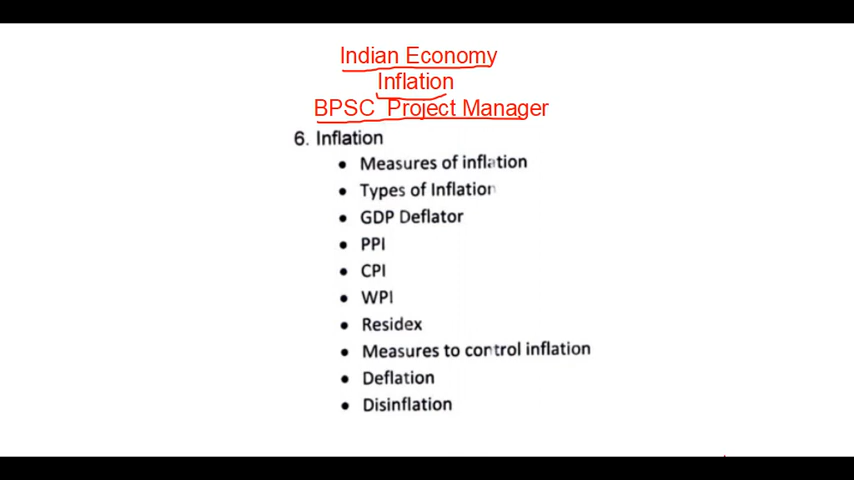 Indian Economy
Inflation
BPSC Project Manager
6. Inflation
• Measures of inflation
• Types of Inflation
• GDP Deflator
• PPI
• CPI
• WPI
• Residex
• Measures to control inflation
• Deflation
• Disinflation